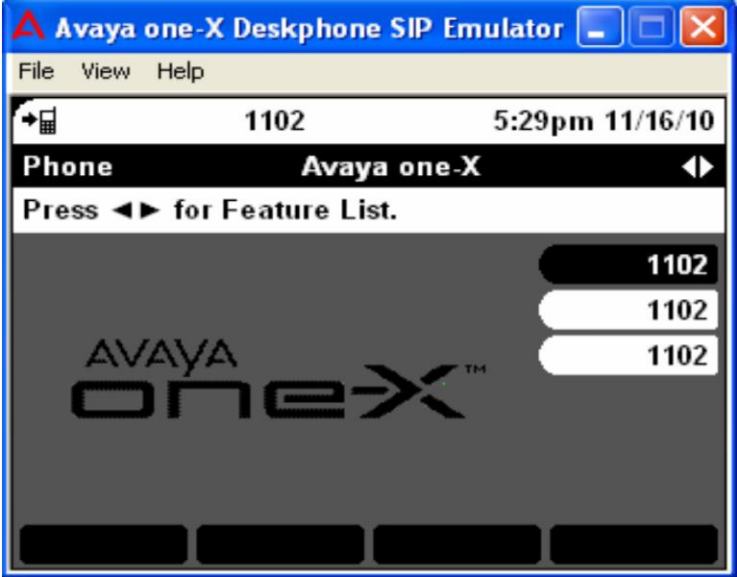 Avaya one-X Deskphone SIP Emulator
File View Help
1102 5:29pm 11/16/10
Phone Avaya one-X
Press ◄► for Feature List.
1102
1102
1102
AVAYA
one-X™